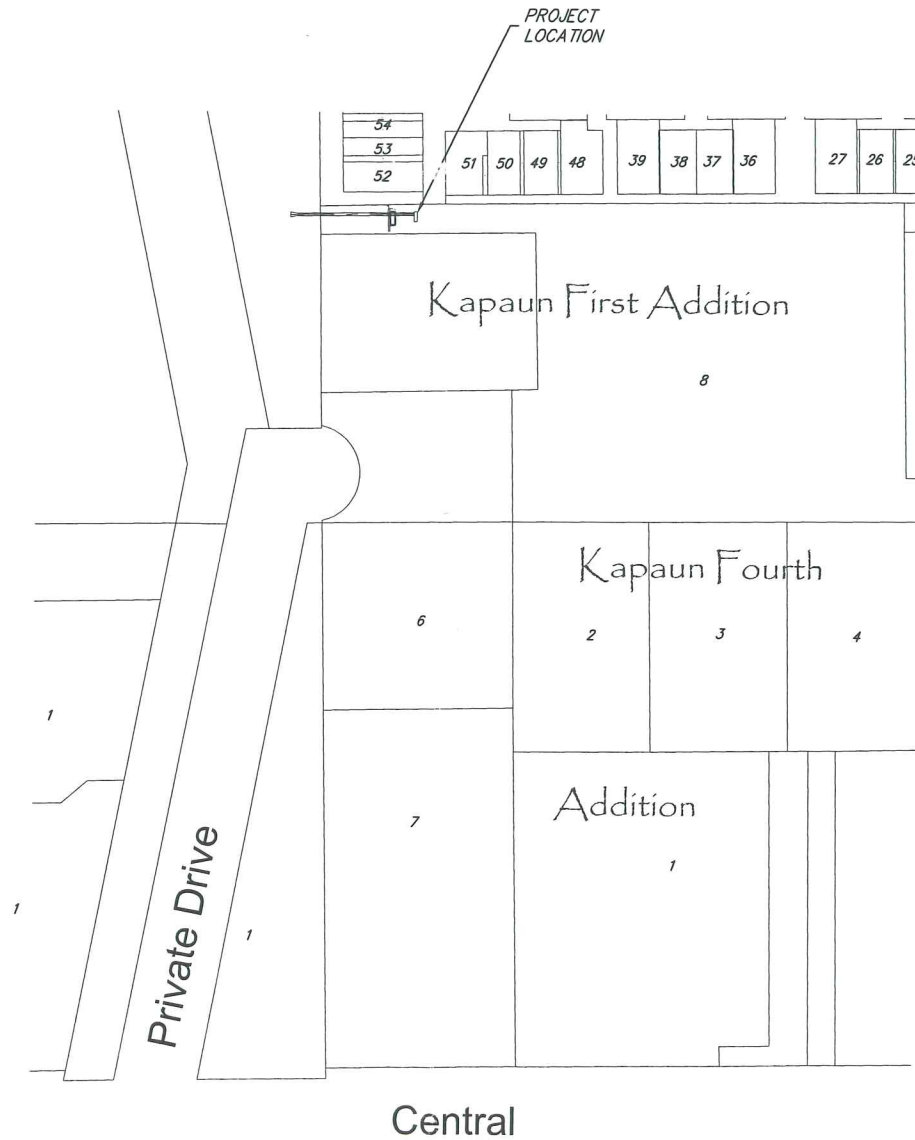 PROJECT
LOCATION
54
53
52
51 50 49 48 39 38 37 36 27 26 25
Kapaun First Addition
8
Kapaun Fourth
6 2 3 4
1
Addition
7
1
1
1
Private Drive
Central